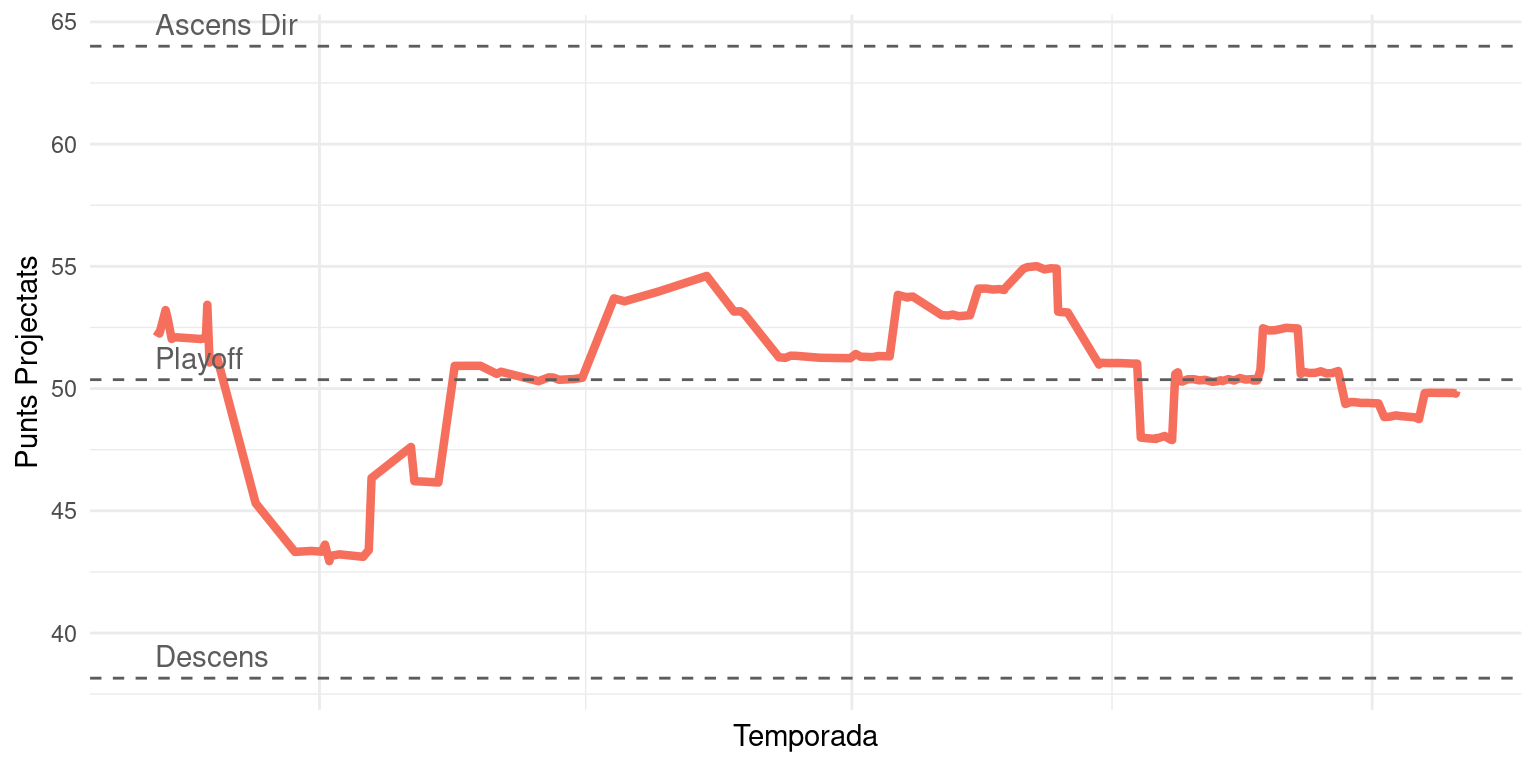 65
Ascens Dir
60
55
Playoff
50
45
40
Descens
Punts Projectats
Temporada